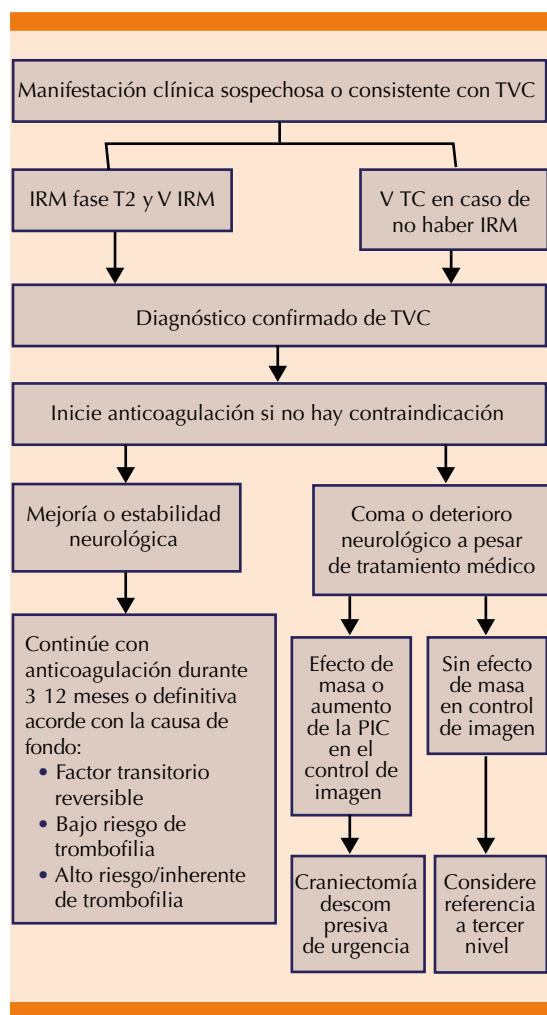 Manifestación clínica sospechosa o consistente con TVC
IRM fase T2 y V IRM
V TC en caso de
no haber IRM
Diagnóstico confirmado de TVC
Inicie anticoagulación si no hay contraindicación
Mejoría o estabilidad
neurológica
Coma o deterioro
neurológico a pesar
de tratamiento médico
Continúe con
anticoagulación durante
3 12 meses o definitiva
acorde con la causa de
fondo:
• Factor transitorio
reversible
• Bajo riesgo de
trombofilia
• Alto riesgo/inherente
de trombofilia
Efecto de
masa o
aumento
de la PIC
en el
control de
imagen
Sin efecto
de masa
en control
de imagen
Craniectomía
descom
presiva
de urgencia
Considere
referencia
a tercer
nivel